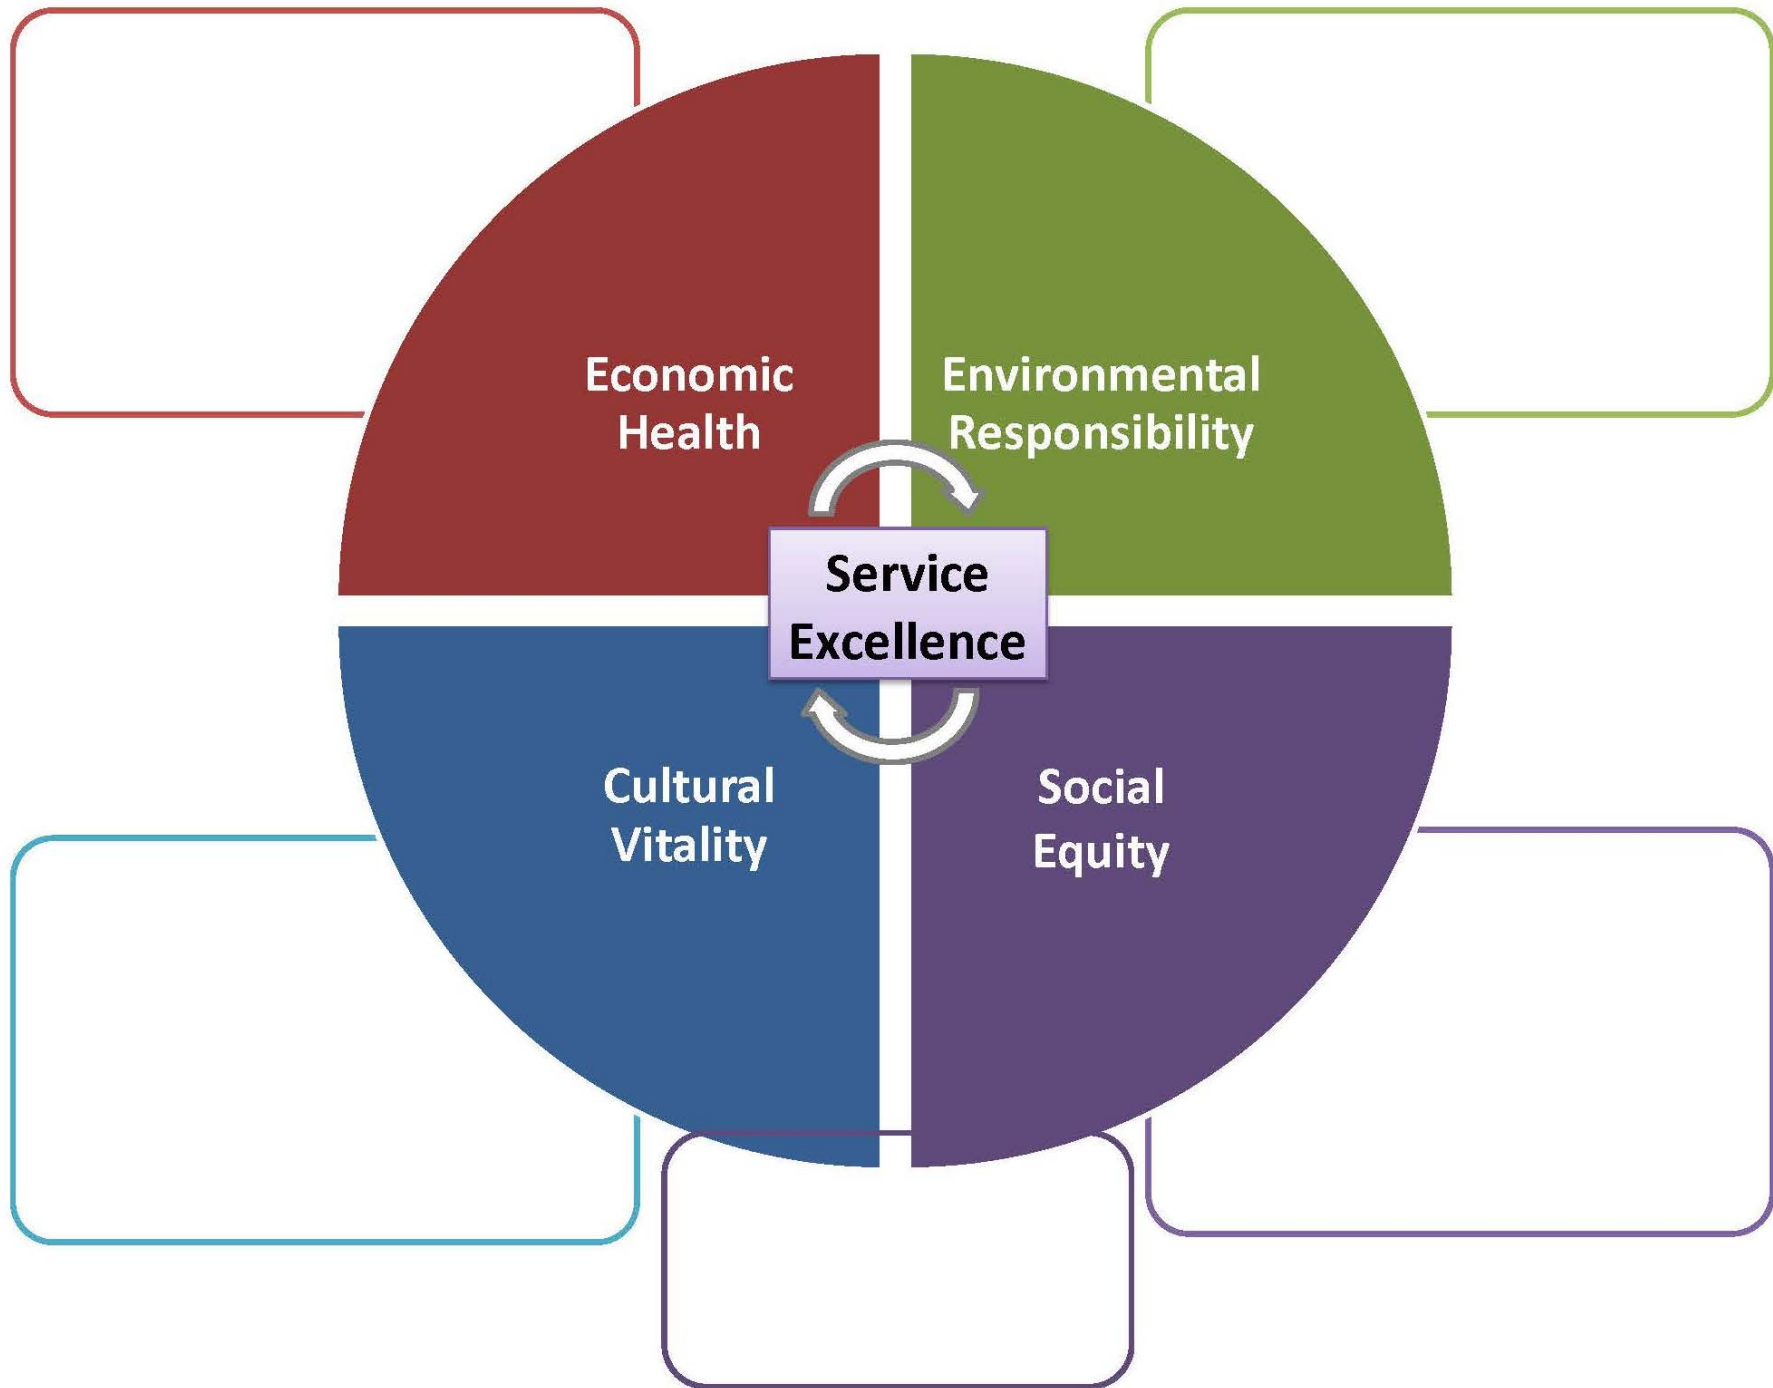 Economic
Health
Environmental
Responsibility
Service
Excellence
Cultural
Vitality
Social
Equity